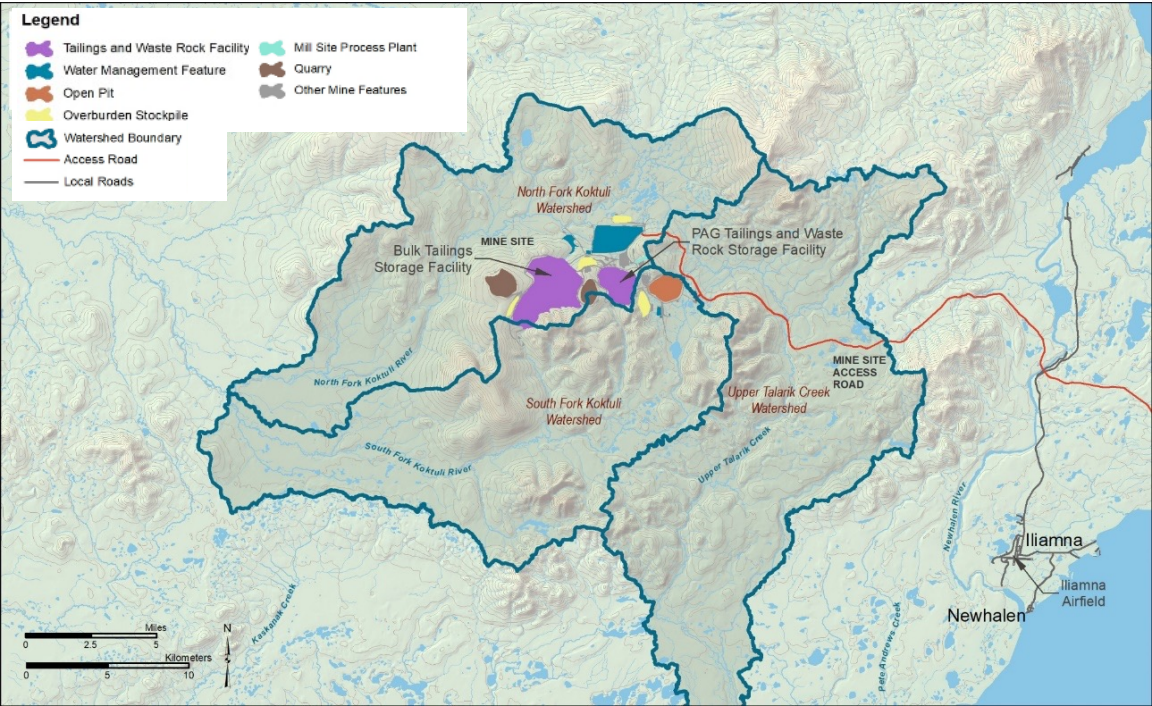 Legend
Tailings and Waste Rock Facility
Water Management Feature
Open Pit
Overburden Stockpile
Watershed Boundary
Access Road
Local Roads
Mill Site Process Plant
Quarry
Other Mine Features
North Fork Koktuli
Watershed
MINE SITE
Bulk Tailings
Storage Facility
PAG Tailings and Waste
Rock Storage Facility
North Fork Koktuli River
MINE SITE
ACCESS
ROAD
South Fork Koktuli
Watershed
Upper Talarik Creek
Watershed
South Fork Koktuli River
Upper Talarik Creek
Newhalen River
Iliamna
Iliamna
Airfield
Newhalen
Kaskanak Creek
Pete Andrews Creek
Miles
0 2.5 5
Kilometers
0 5 10
N